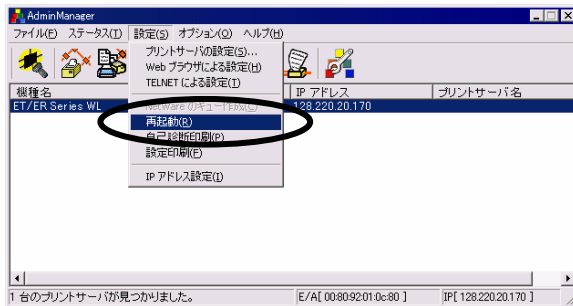 AdminManager
ファイル(F) ステータス(T) 設定(S) オプション(O) ヘルプ(H)
プリントサーバの設定(S)...
Web ブラウザによる設定(H)
TELNET による設定(T)
NetWare のキュー作成(C)
再起動(R)
自己診断印刷(P)
設定印刷(E)
IP アドレス設定(I)
機種名 IP アドレス プリントサーバ名
ET/ER Series WL 128.220.20.170
1 台のプリントサーバが見つかりました。 E/A[ 00:80:92:01:0c:80 ] IP[ 128.220.20.170 ]